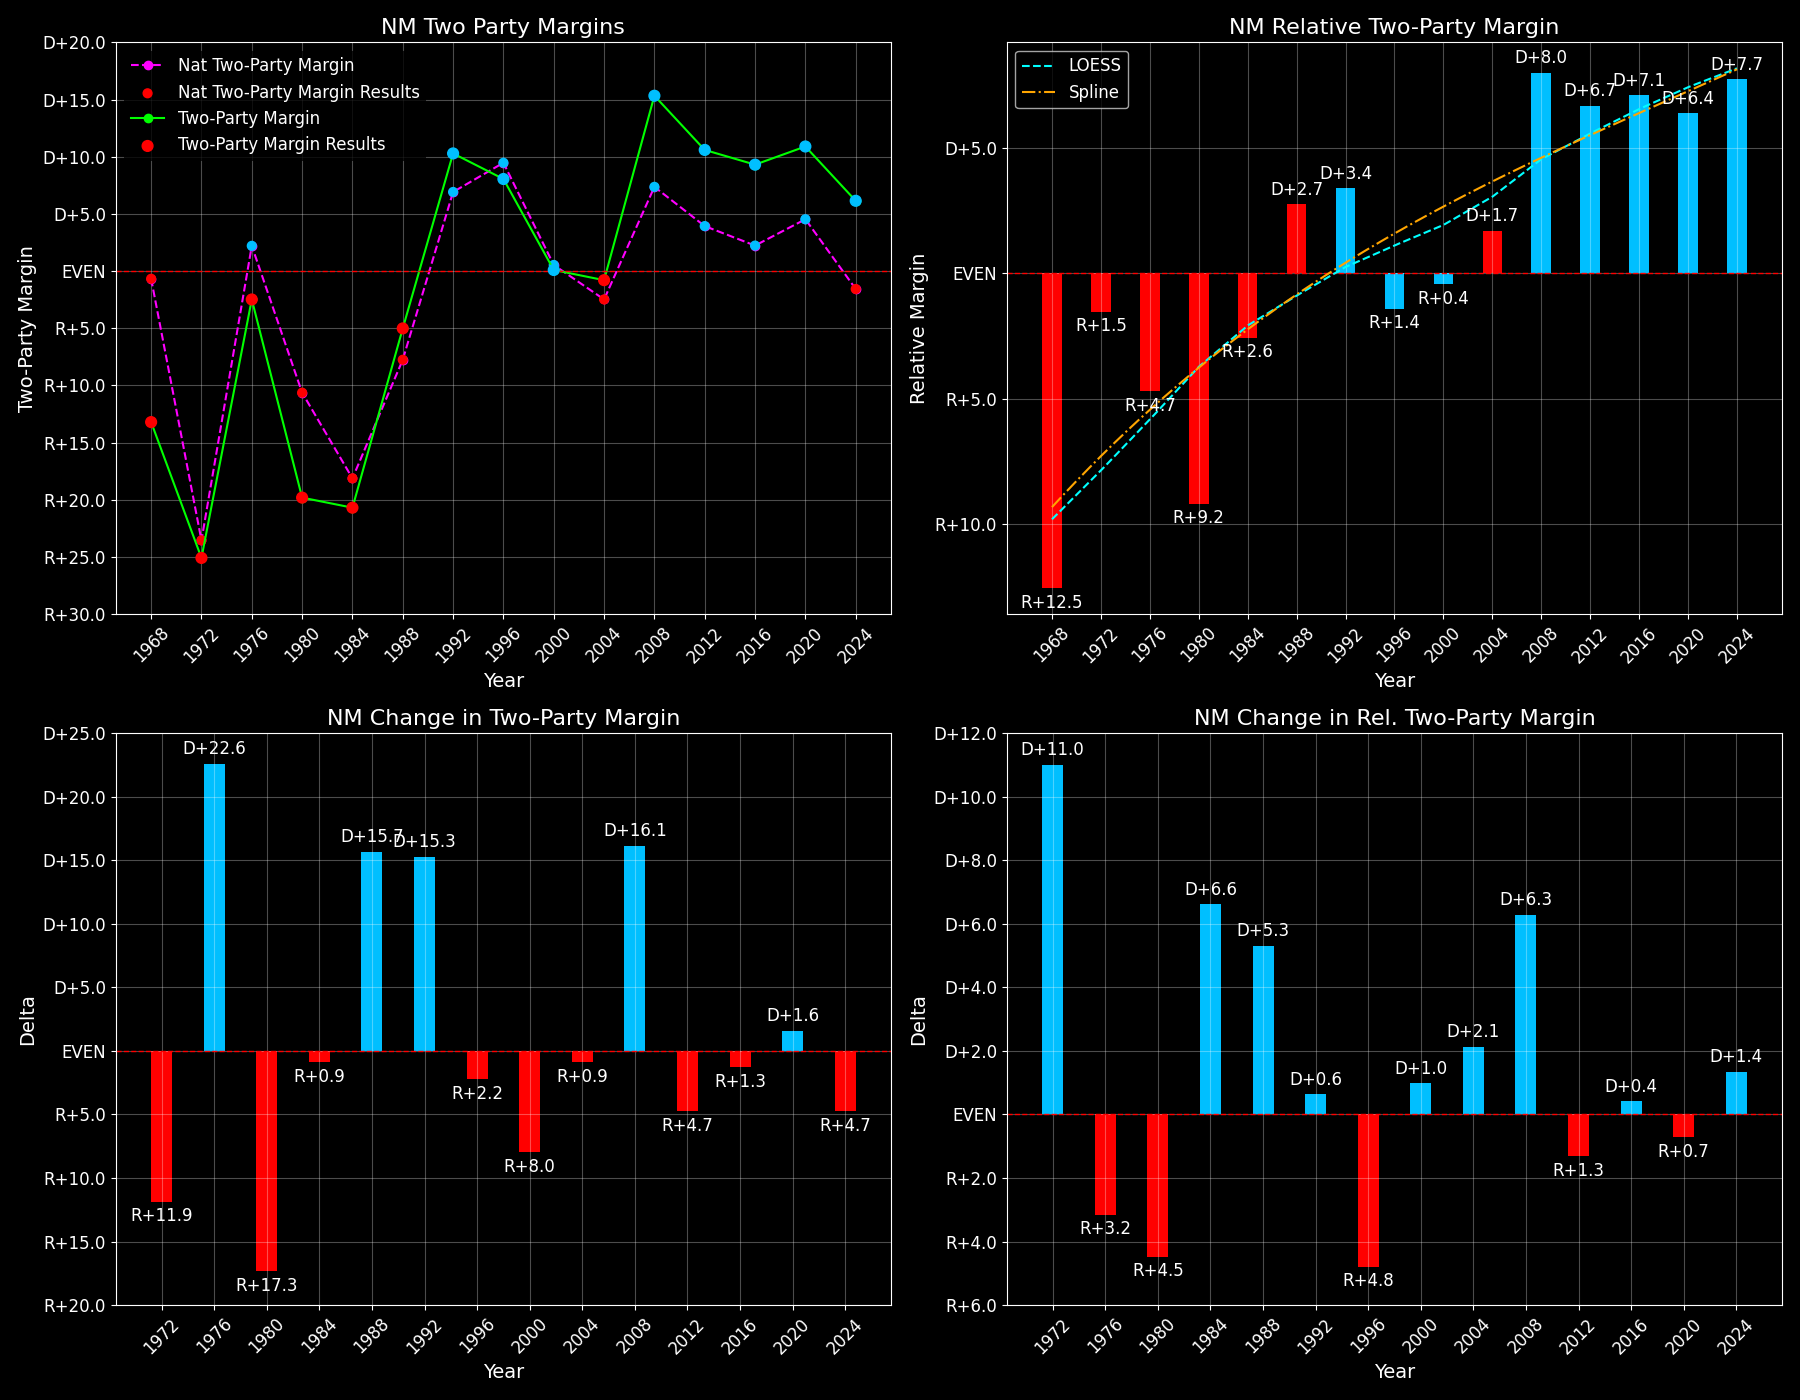 NM Two Party Margins
Two-Party Margin
D+20.0
D+15.0
D+10.0
D+5.0
EVEN
R+5.0
R+10.0
R+15.0
R+20.0
R+25.0
R+30.0
Nat Two-Party Margin
Nat Two-Party Margin Results
Two-Party Margin
Two-Party Margin Results
1968 1972 1976 1980 1984 1988 1992 1996 2000 2004 2008 2012 2016 2020 2024
Year
NM Relative Two-Party Margin
Relative Margin
D+5.0
EVEN
R+5.0
R+10.0
LOESS
Spline
R+12.5 R+1.5 R+4.7 R+9.2 R+2.6 D+2.7 D+3.4 R+1.4 R+0.4 D+1.7 D+8.0 D+6.7 D+7.1 D+6.4 D+7.7
1968 1972 1976 1980 1984 1988 1992 1996 2000 2004 2008 2012 2016 2020 2024
Year
NM Change in Two-Party Margin
Delta
D+25.0
D+20.0
D+15.0
D+10.0
D+5.0
EVEN
R+5.0
R+10.0
R+15.0
R+20.0
R+11.9 D+22.6 R+17.3 R+0.9 D+15.7 D+15.3 R+2.2 R+8.0 R+0.9 D+16.1 R+4.7 R+1.3 D+1.6 R+4.7
1972 1976 1980 1984 1988 1992 1996 2000 2004 2008 2012 2016 2020 2024
Year
NM Change in Rel. Two-Party Margin
Delta
D+12.0
D+10.0
D+8.0
D+6.0
D+4.0
D+2.0
EVEN
R+2.0
R+4.0
R+6.0
D+11.0 R+3.2 R+4.5 D+6.6 D+5.3 D+0.6 R+4.8 D+1.0 D+2.1 D+6.3 R+1.3 D+0.4 R+0.7 D+1.4
1972 1976 1980 1984 1988 1992 1996 2000 2004 2008 2012 2016 2020 2024
Year